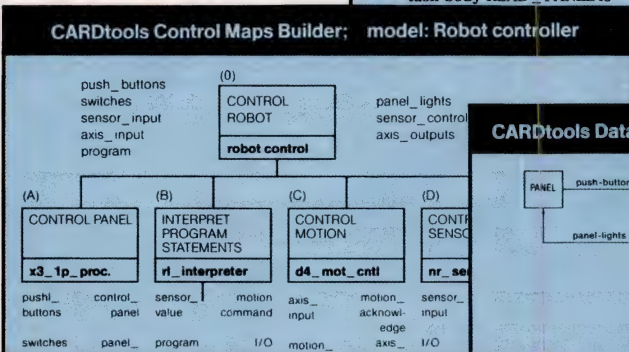 CARDtools Control Maps Builder; model: Robot controller
push_buttons
switches
sensor_input
axis_input
program
(0)
CONTROL
ROBOT
robot control
panel_lights
sensor_control
axis_outputs
(A)
CONTROL PANEL
x3_1p_proc.
pushl_ control_
buttons panel
switches panel_
(B)
INTERPRET
PROGRAM
STATEMENTS
rl_interpreter
sensor_ motion
value command
program I/O
(C)
CONTROL
MOTION
d4_mot_cntl
axis_ motion_
input acknowl-
edge
motion_ axis_
(D)
sensor_
input
I/O
CARDtools
PANEL
push-button
panel-lights